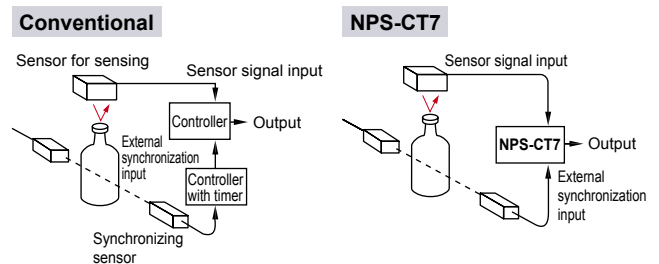 Conventional
Sensor for sensing
Sensor signal input
Controller
Output
External
synchronization
input
Controller
with timer
Synchronizing
sensor
NPS-CT7
Sensor signal input
NPS-CT7
Output
External
synchronization
input